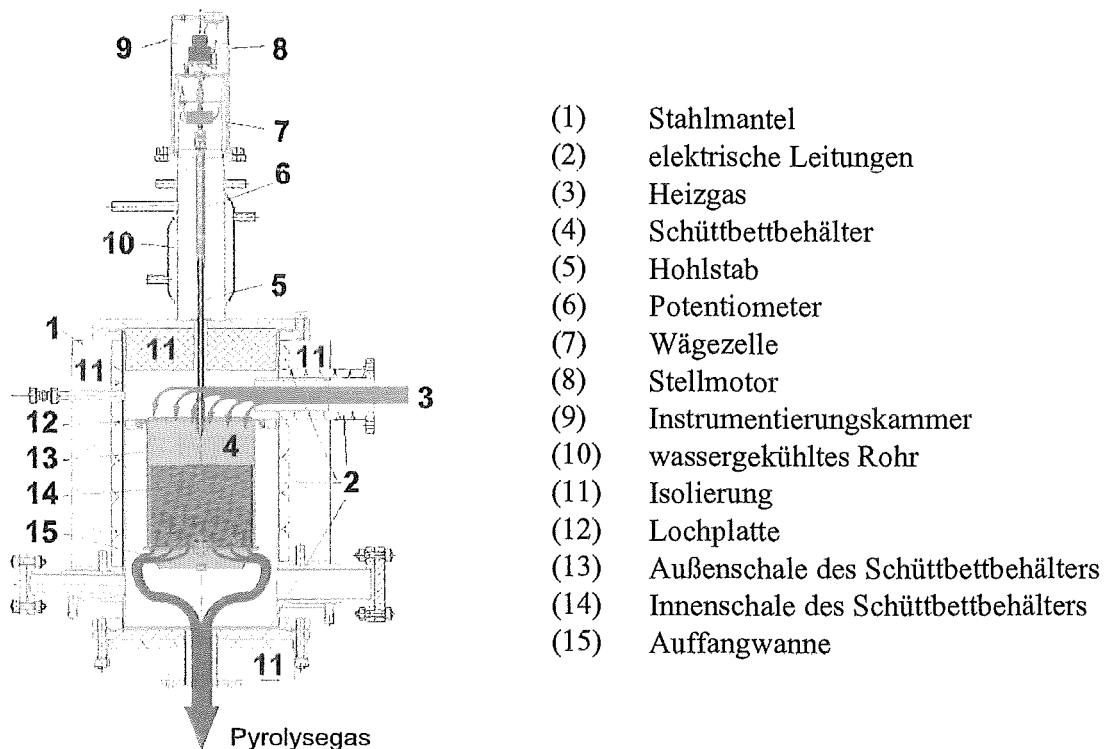 9
8
7
6
10
5
1
11
11
11
3
12
4
13
14
2
15
11
Pyrolysegas
(1) Stahlmantel
(2) elektrische Leitungen
(3) Heizgas
(4) Schüttbettbehälter
(5) Hohlstab
(6) Potentiometer
(7) Wägezelle
(8) Stellmotor
(9) Instrumentierungskammer
(10) wassergekühltes Rohr
(11) Isolierung
(12) Lochplatte
(13) Außenschale des Schüttbettbehälters
(14) Innenschale des Schüttbettbehälters
(15) Auffangwanne